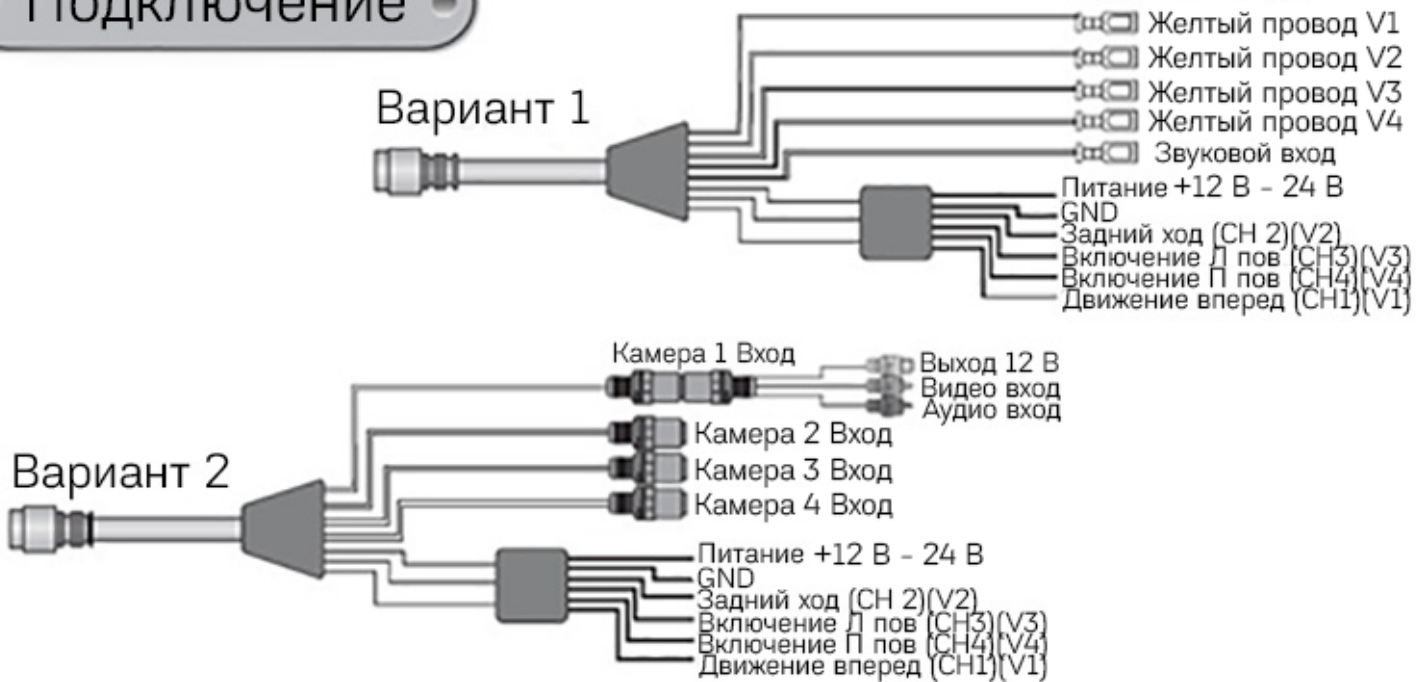 Подключение
Вариант 1
Желтый провод V1
Желтый провод V2
Желтый провод V3
Желтый провод V4
Звуковой вход
Питание +12 В - 24 В
GND
Задний ход (CH 2)(V2)
Включение Л пов (CH3)(V3)
Включение П пов (CH4)(V4)
Движение вперед (CH1)(V1)
Вариант 2
Камера 1 Вход
Выход 12 В
Видео вход
Аудио вход
Камера 2 Вход
Камера 3 Вход
Камера 4 Вход
Питание +12 В - 24 В
GND
Задний ход (CH 2)(V2)
Включение Л пов (CH3)(V3)
Включение П пов (CH4)(V4)
Движение вперед (CH1)(V1)